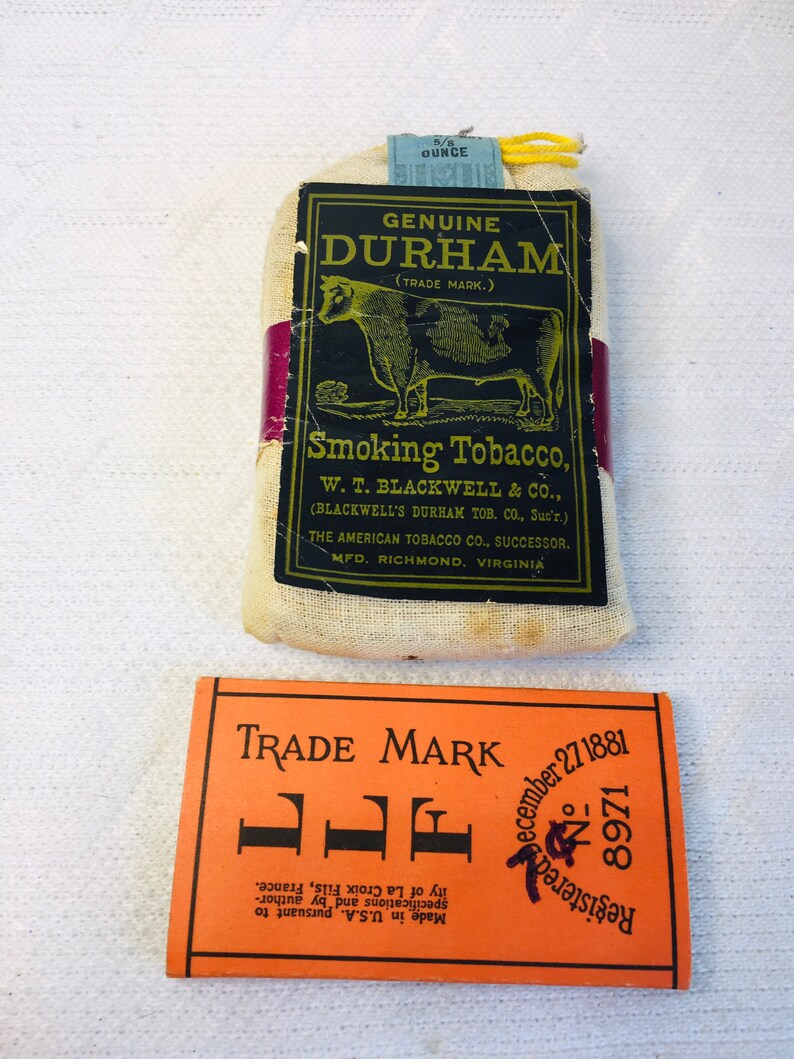 5/8
OUNCE
GENUINE
DURHAM
(TRADE MARK.)
Smoking Tobacco,
W. T. BLACKWELL & CO.,
(BLACKWELL'S DURHAM TOB. CO., Suc'r.)
THE AMERICAN TOBACCO CO., SUCCESSOR.
MFD. RICHMOND, VIRGINIA
TRADE MARK
L
L
F
Registered December 27 1881
No
8971
Made in U.S.A. pursuant to
specifications and by author-
ity of La Croix Fils, France.